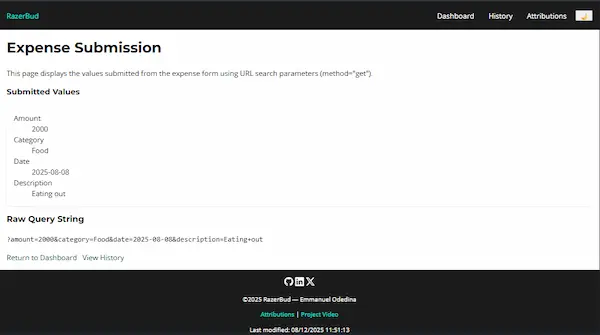 RazerBud Dashboard History Attributions
Expense Submission
This page displays the values submitted from the expense form using URL search parameters (method="get").
Submitted Values
Amount
2000
Category
Food
Date
2025-08-08
Description
Eating out
Raw Query String
?amount=2000&category=Food&date=2025-08-08&description=Eating+out
Return to Dashboard View History
©2025 RazerBud — Emmanuel Odedina
Attributions | Project Video
Last modified: 08/12/2025 11:51:13